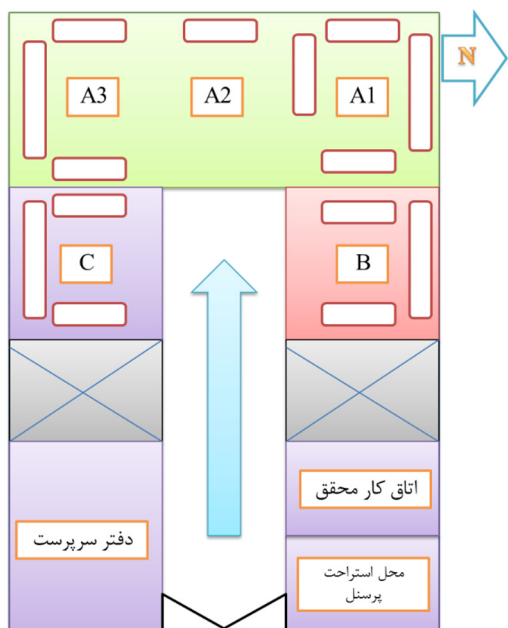 N
A3
A2
A1
C
B
اتاق کار محقق
دفتر سرپرست
محل استراحت
پرسنل